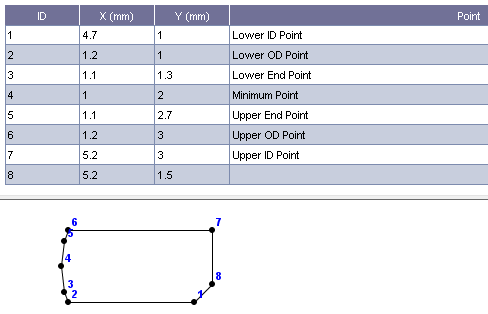 ID X (mm) Y (mm) Point
1 4.7 1 Lower ID Point
2 1.2 1 Lower OD Point
3 1.1 1.3 Lower End Point
4 1 2 Minimum Point
5 1.1 2.7 Upper End Point
6 1.2 3 Upper OD Point
7 5.2 3 Upper ID Point
8 5.2 1.5
6 7
5
4
8
3
2 1